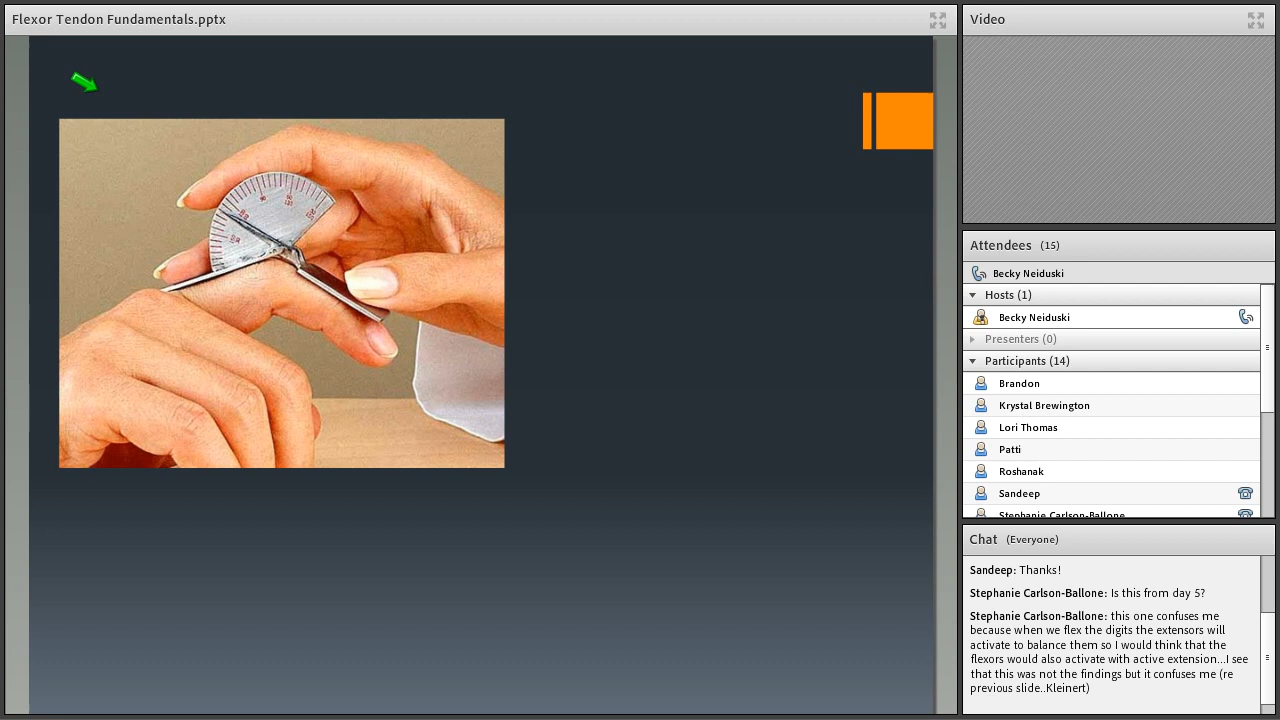 Flexor Tendon Fundamentals.pptx
Video
Attendees (15)
Becky Neiduski
Hosts (1)
Becky Neiduski
Presenters (0)
Participants (14)
Brandon
Krystal Brewington
Lori Thomas
Patti
Roshanak
Sandeep
Stephanie Carlson-Ballone
Chat (Everyone)
Sandeep: Thanks!
Stephanie Carlson-Ballone: Is this from day 5?
Stephanie Carlson-Ballone: this one confuses me
because when we flex the digits the extensors will
activate to balance them so I would think that the
flexors would also activate with active extension...I see
that this was not the findings but it confuses me (re
previous slide..Kleinert)